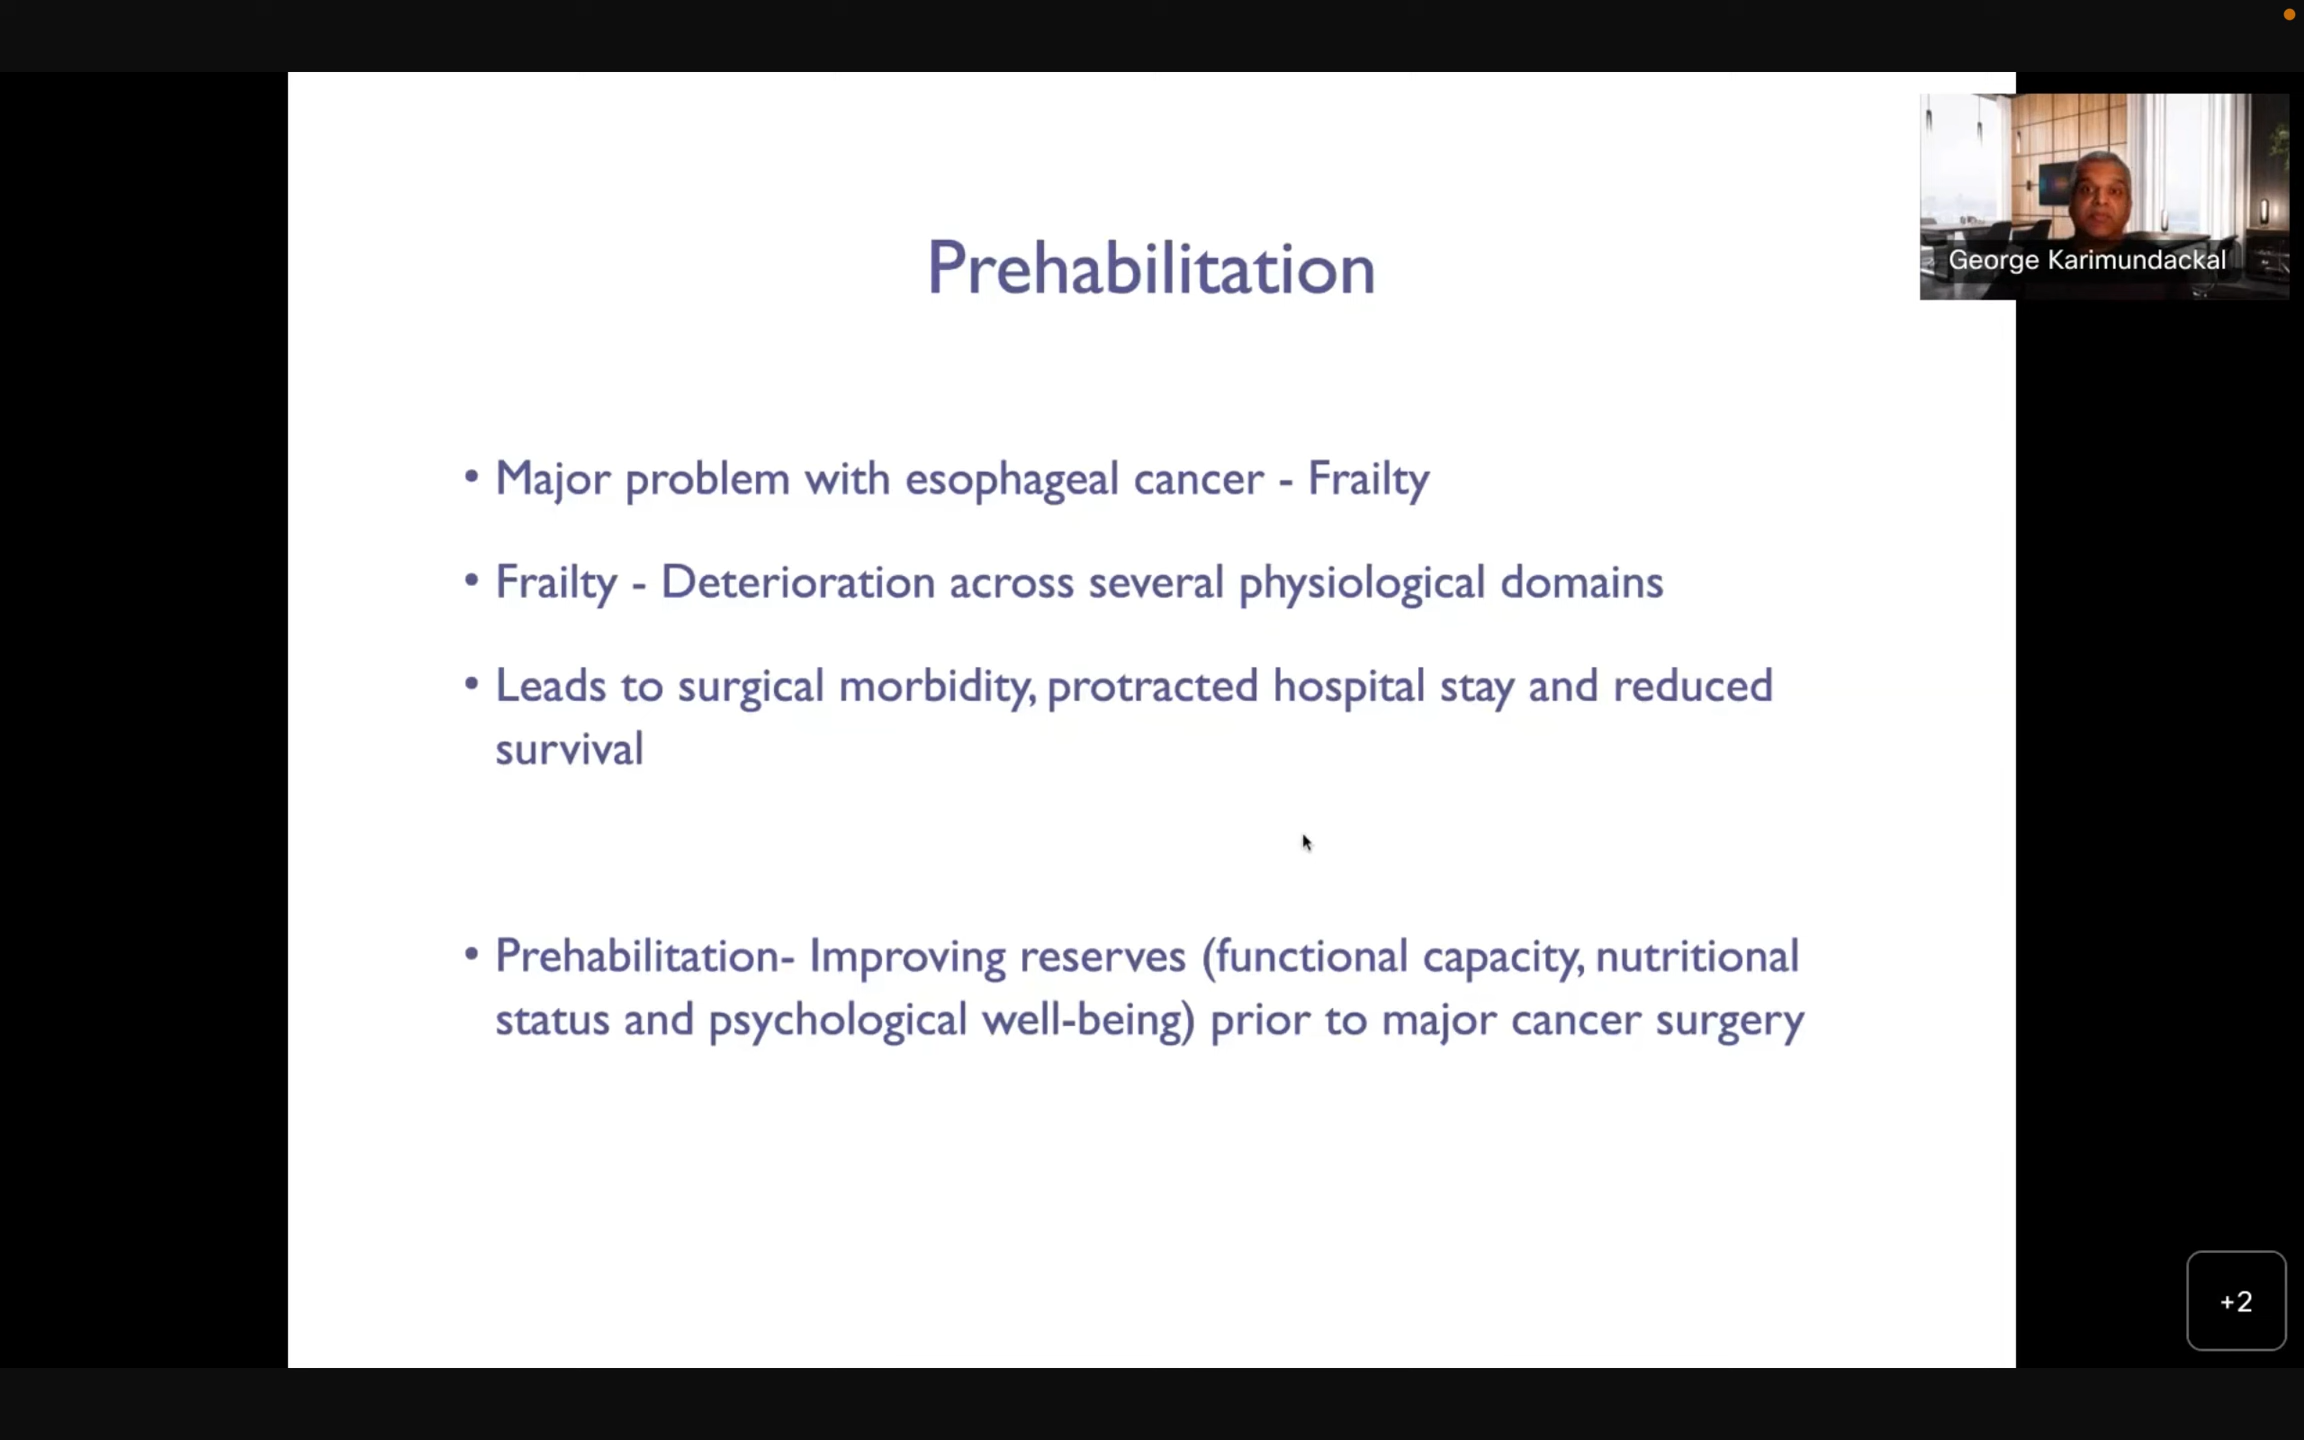 Prehabilitation
George Karimundackal
• Major problem with esophageal cancer - Frailty
• Frailty - Deterioration across several physiological domains
• Leads to surgical morbidity, protracted hospital stay and reduced
survival
• Prehabilitation- Improving reserves (functional capacity, nutritional
status and psychological well-being) prior to major cancer surgery
+2